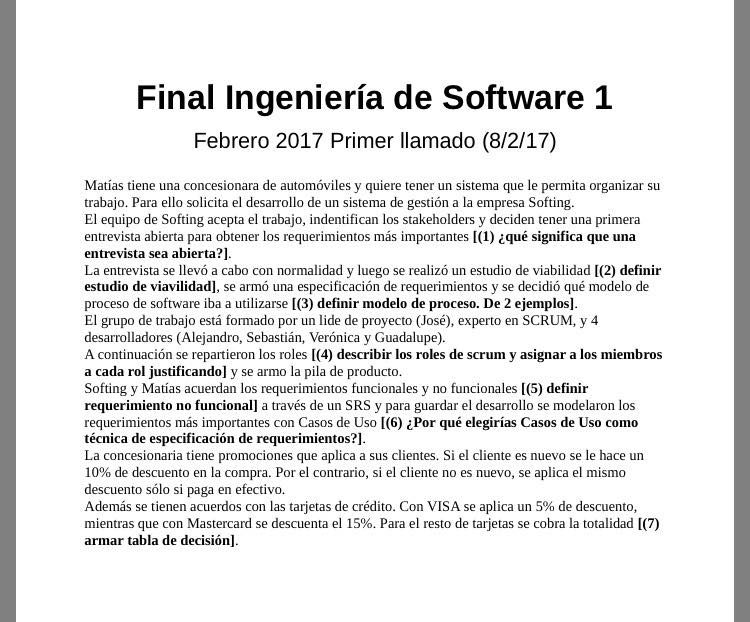 Final Ingeniería de Software 1
Febrero 2017 Primer llamado (8/2/17)
Matías tiene una concesionara de automóviles y quiere tener un sistema que le permita organizar su
trabajo. Para ello solicita el desarrollo de un sistema de gestión a la empresa Softing.
El equipo de Softing acepta el trabajo, indentifican los stakeholders y deciden tener una primera
entrevista abierta para obtener los requerimientos más importantes [(1) ¿qué significa que una
entrevista sea abierta?].
La entrevista se llevó a cabo con normalidad y luego se realizó un estudio de viabilidad [(2) definir
estudio de viavilidad], se armó una especificación de requerimientos y se decidió qué modelo de
proceso de software iba a utilizarse [(3) definir modelo de proceso. De 2 ejemplos].
El grupo de trabajo está formado por un lide de proyecto (José), experto en SCRUM, y 4
desarrolladores (Alejandro, Sebastián, Verónica y Guadalupe).
A continuación se repartieron los roles [(4) describir los roles de scrum y asignar a los miembros
a cada rol justificando] y se armo la pila de producto.
Softing y Matías acuerdan los requerimientos funcionales y no funcionales [(5) definir
requerimiento no funcional] a través de un SRS y para guardar el desarrollo se modelaron los
requerimientos más importantes con Casos de Uso [(6) ¿Por qué elegirías Casos de Uso como
técnica de especificación de requerimientos?].
La concesionaria tiene promociones que aplica a sus clientes. Si el cliente es nuevo se le hace un
10% de descuento en la compra. Por el contrario, si el cliente no es nuevo, se aplica el mismo
descuento sólo si paga en efectivo.
Además se tienen acuerdos con las tarjetas de crédito. Con VISA se aplica un 5% de descuento,
mientras que con Mastercard se descuenta el 15%. Para el resto de tarjetas se cobra la totalidad [(7)
armar tabla de decisión].